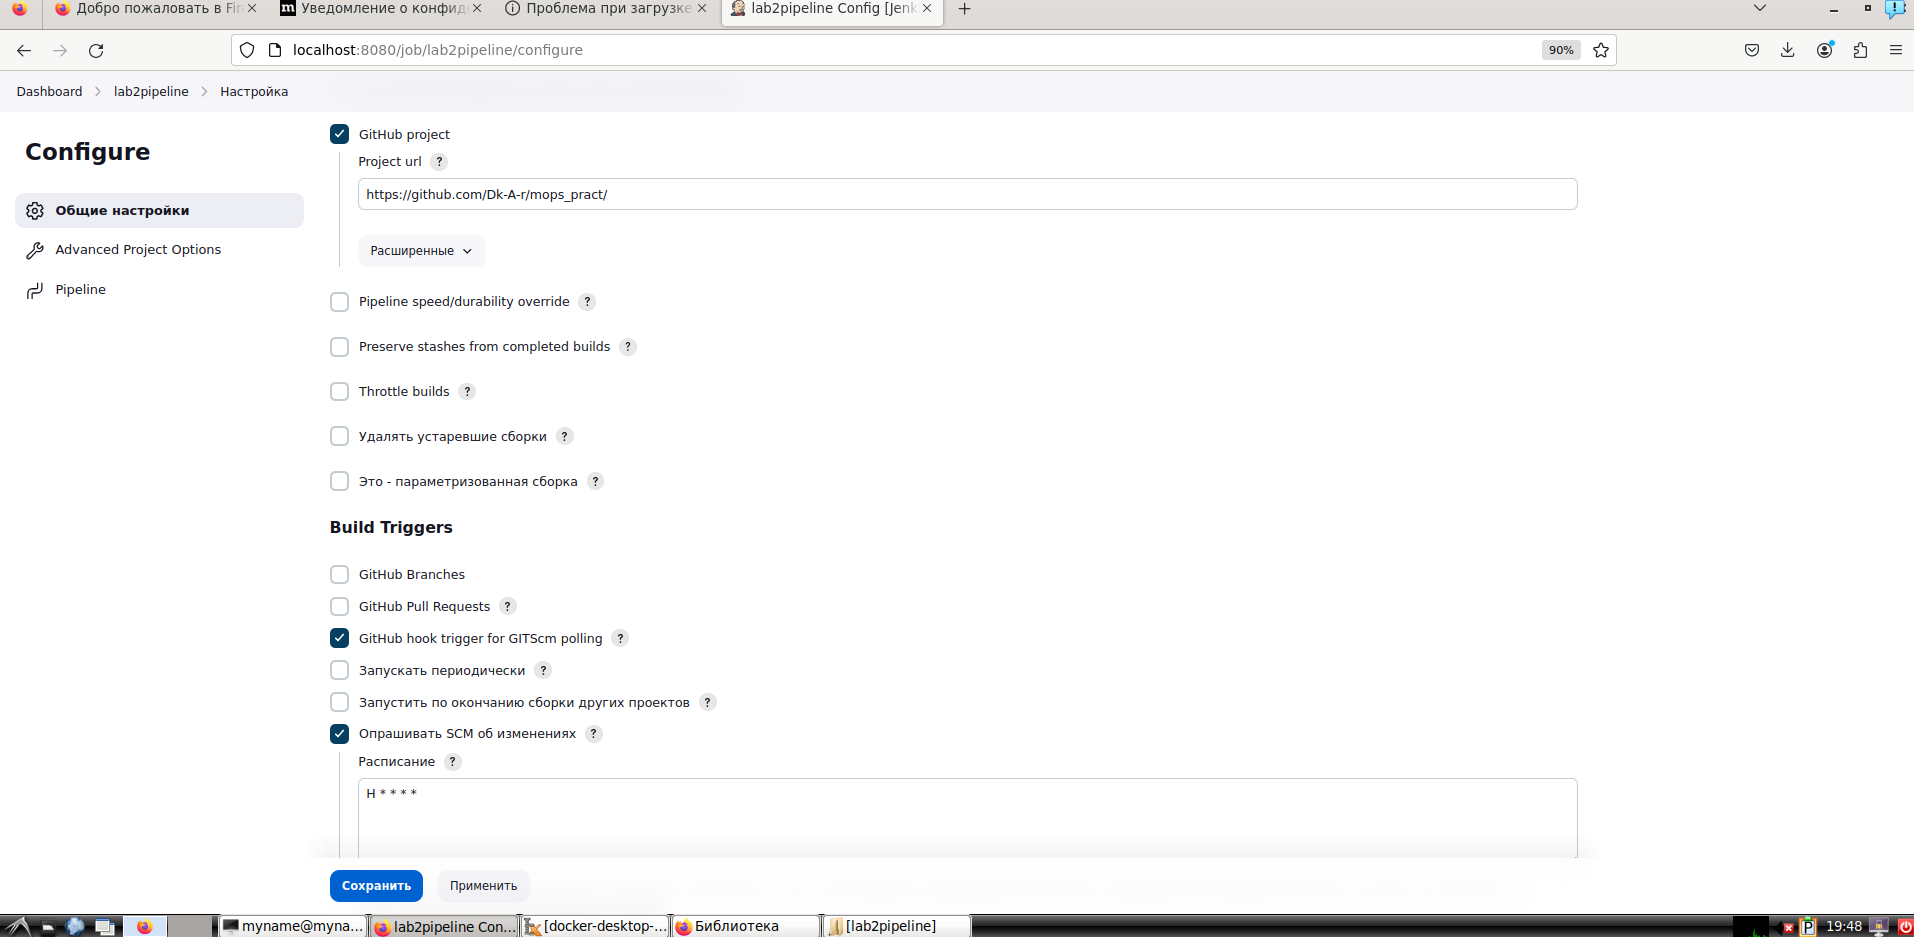 Добро пожаловать в Fir
m Уведомление о конфид
Проблема при загрузке
lab2pipeline Config [Jenk
localhost:8080/job/lab2pipeline/configure
90%
Dashboard
lab2pipeline
Настройка
Configure
Общие настройки
Advanced Project Options
Pipeline
GitHub project
Project url ?
https://github.com/Dk-A-r/mops_pract/
Расширенные
Pipeline speed/durability override ?
Preserve stashes from completed builds ?
Throttle builds ?
Удалять устаревшие сборки ?
Это - параметризованная сборка ?
Build Triggers
GitHub Branches
GitHub Pull Requests ?
GitHub hook trigger for GITScm polling ?
Запускать периодически ?
Запустить по окончанию сборки других проектов ?
Опрашивать SCM об изменениях ?
Расписание ?
H * * * *
Сохранить
Применить
myname@myna...
lab2pipeline Con...
[docker-desktop-...
Библиотека
[lab2pipeline]
P
19:48